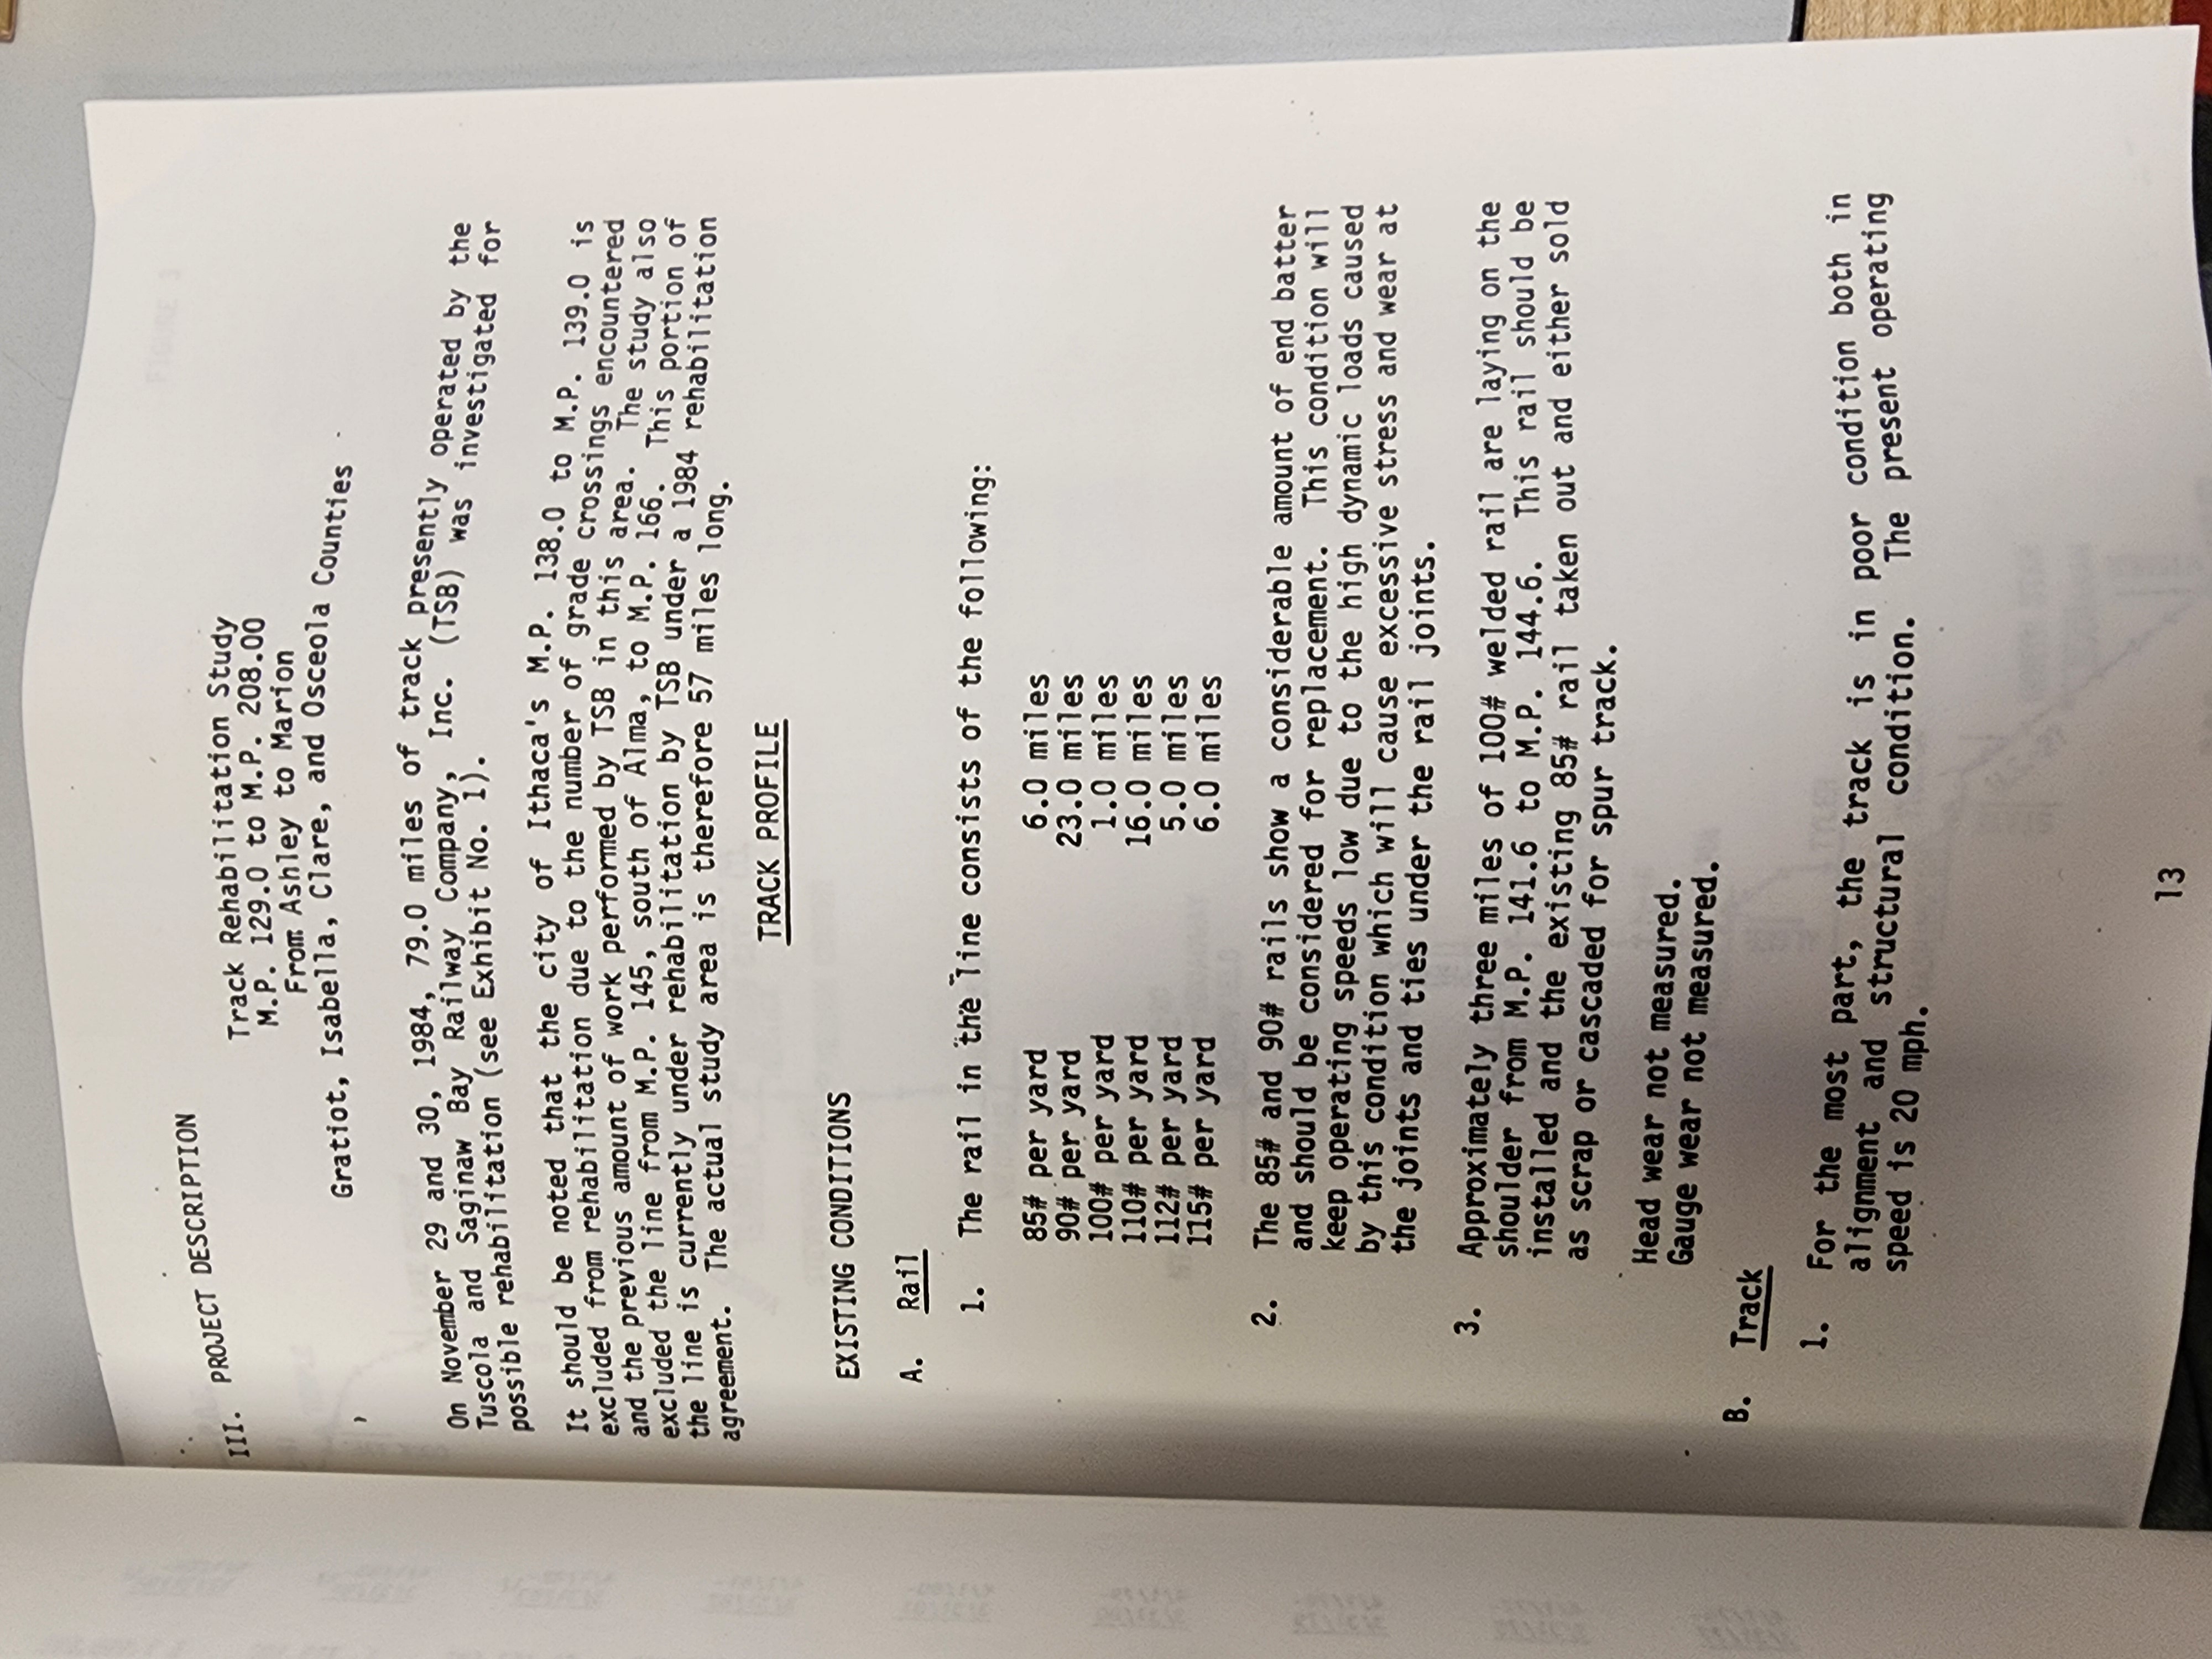 III. PROJECT DESCRIPTION
Track Rehabilitation Study
M.P. 129.0 to M.P. 208.00
From Ashley to Marion
Gratiot, Isabella, Clare, and Osceola Counties
On November 29 and 30, 1984, 79.0 miles of track presently operated by the
Tuscola and Saginaw Bay Railway Company, Inc. (TSB) was investigated for
possible rehabilitation (see Exhibit No. 1).
It should be noted that the city of Ithaca's M.P. 138.0 to M.P. 139.0 is
excluded from rehabilitation due to the number of grade crossings encountered
and the previous amount of work performed by TSB in this area. The study also
excluded the line from M.P. 145, south of Alma, to M.P. 166. This portion of
the line is currently under rehabilitation by TSB under a 1984 rehabilitation
agreement. The actual study area is therefore 57 miles long.
TRACK PROFILE
EXISTING CONDITIONS
A. Rail
1. The rail in the line consists of the following:
85# per yard 6.0 miles
90# per yard 23.0 miles
100# per yard 1.0 miles
110# per yard 16.0 miles
112# per yard 5.0 miles
115# per yard 6.0 miles
2. The 85# and 90# rails show a considerable amount of end batter
and should be considered for replacement. This condition will
keep operating speeds low due to the high dynamic loads caused
by this condition which will cause excessive stress and wear at
the joints and ties under the rail joints.
3. Approximately three miles of 100# welded rail are laying on the
shoulder from M.P. 141.6 to M.P. 144.6. This rail should be
installed and the existing 85# rail taken out and either sold
as scrap or cascaded for spur track.
Head wear not measured.
Gauge wear not measured.
B. Track
1. For the most part, the track is in poor condition both in
alignment and structural condition. The present operating
speed is 20 mph.
13